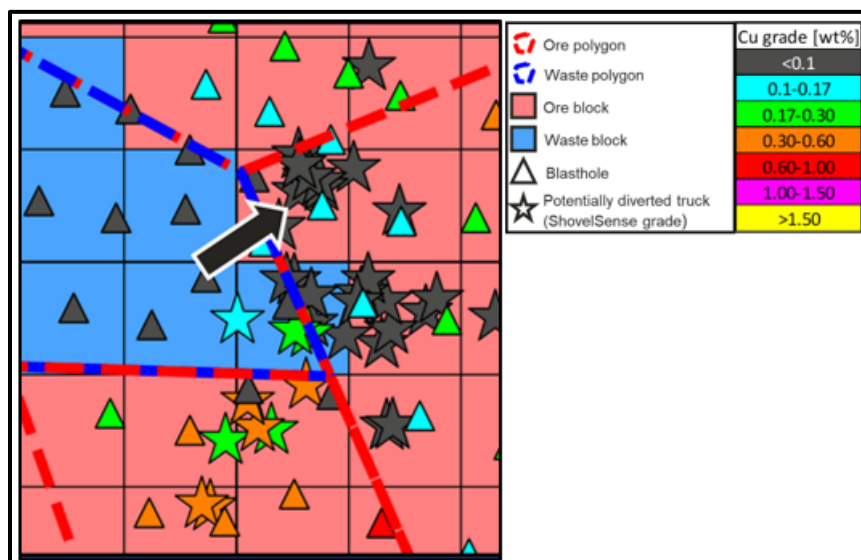 Ore polygon
Waste polygon
Ore block
Waste block
Blasthole
Potentially diverted truck
(ShovelSense grade)
Cu grade [wt%]
<0.1
0.1-0.17
0.17-0.30
0.30-0.60
0.60-1.00
1.00-1.50
>1.50